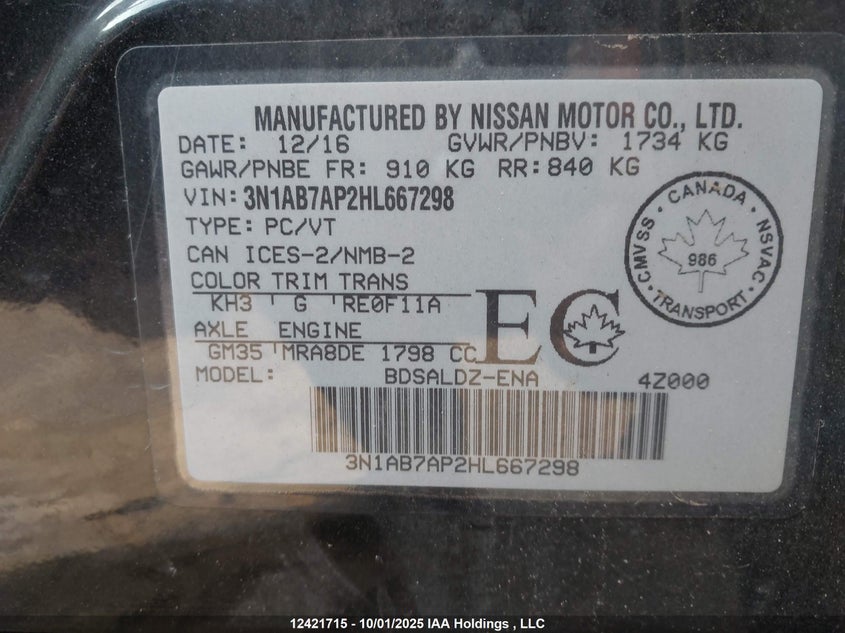 MANUFACTURED BY NISSAN MOTOR CO., LTD.
DATE: 12/16 GVWR/PNBV: 1734 KG
GAWR/PNBE FR: 910 KG RR:840 KG
VIN: 3N1AB7AP2HL667298
TYPE: PC/VT
CAN ICES-2/NMB-2
COLOR TRIM TRANS
KH3 G RE0F11A
AXLE ENGINE
GM35 MRA8DE 1798 CC
MODEL: BDSALDZ-ENA 4Z000
3N1AB7AP2HL667298
EC
CMVSS • CANADA • NSVAC • TRANSPORT •
986
12421715 - 10/01/2025 IAA Holdings , LLC